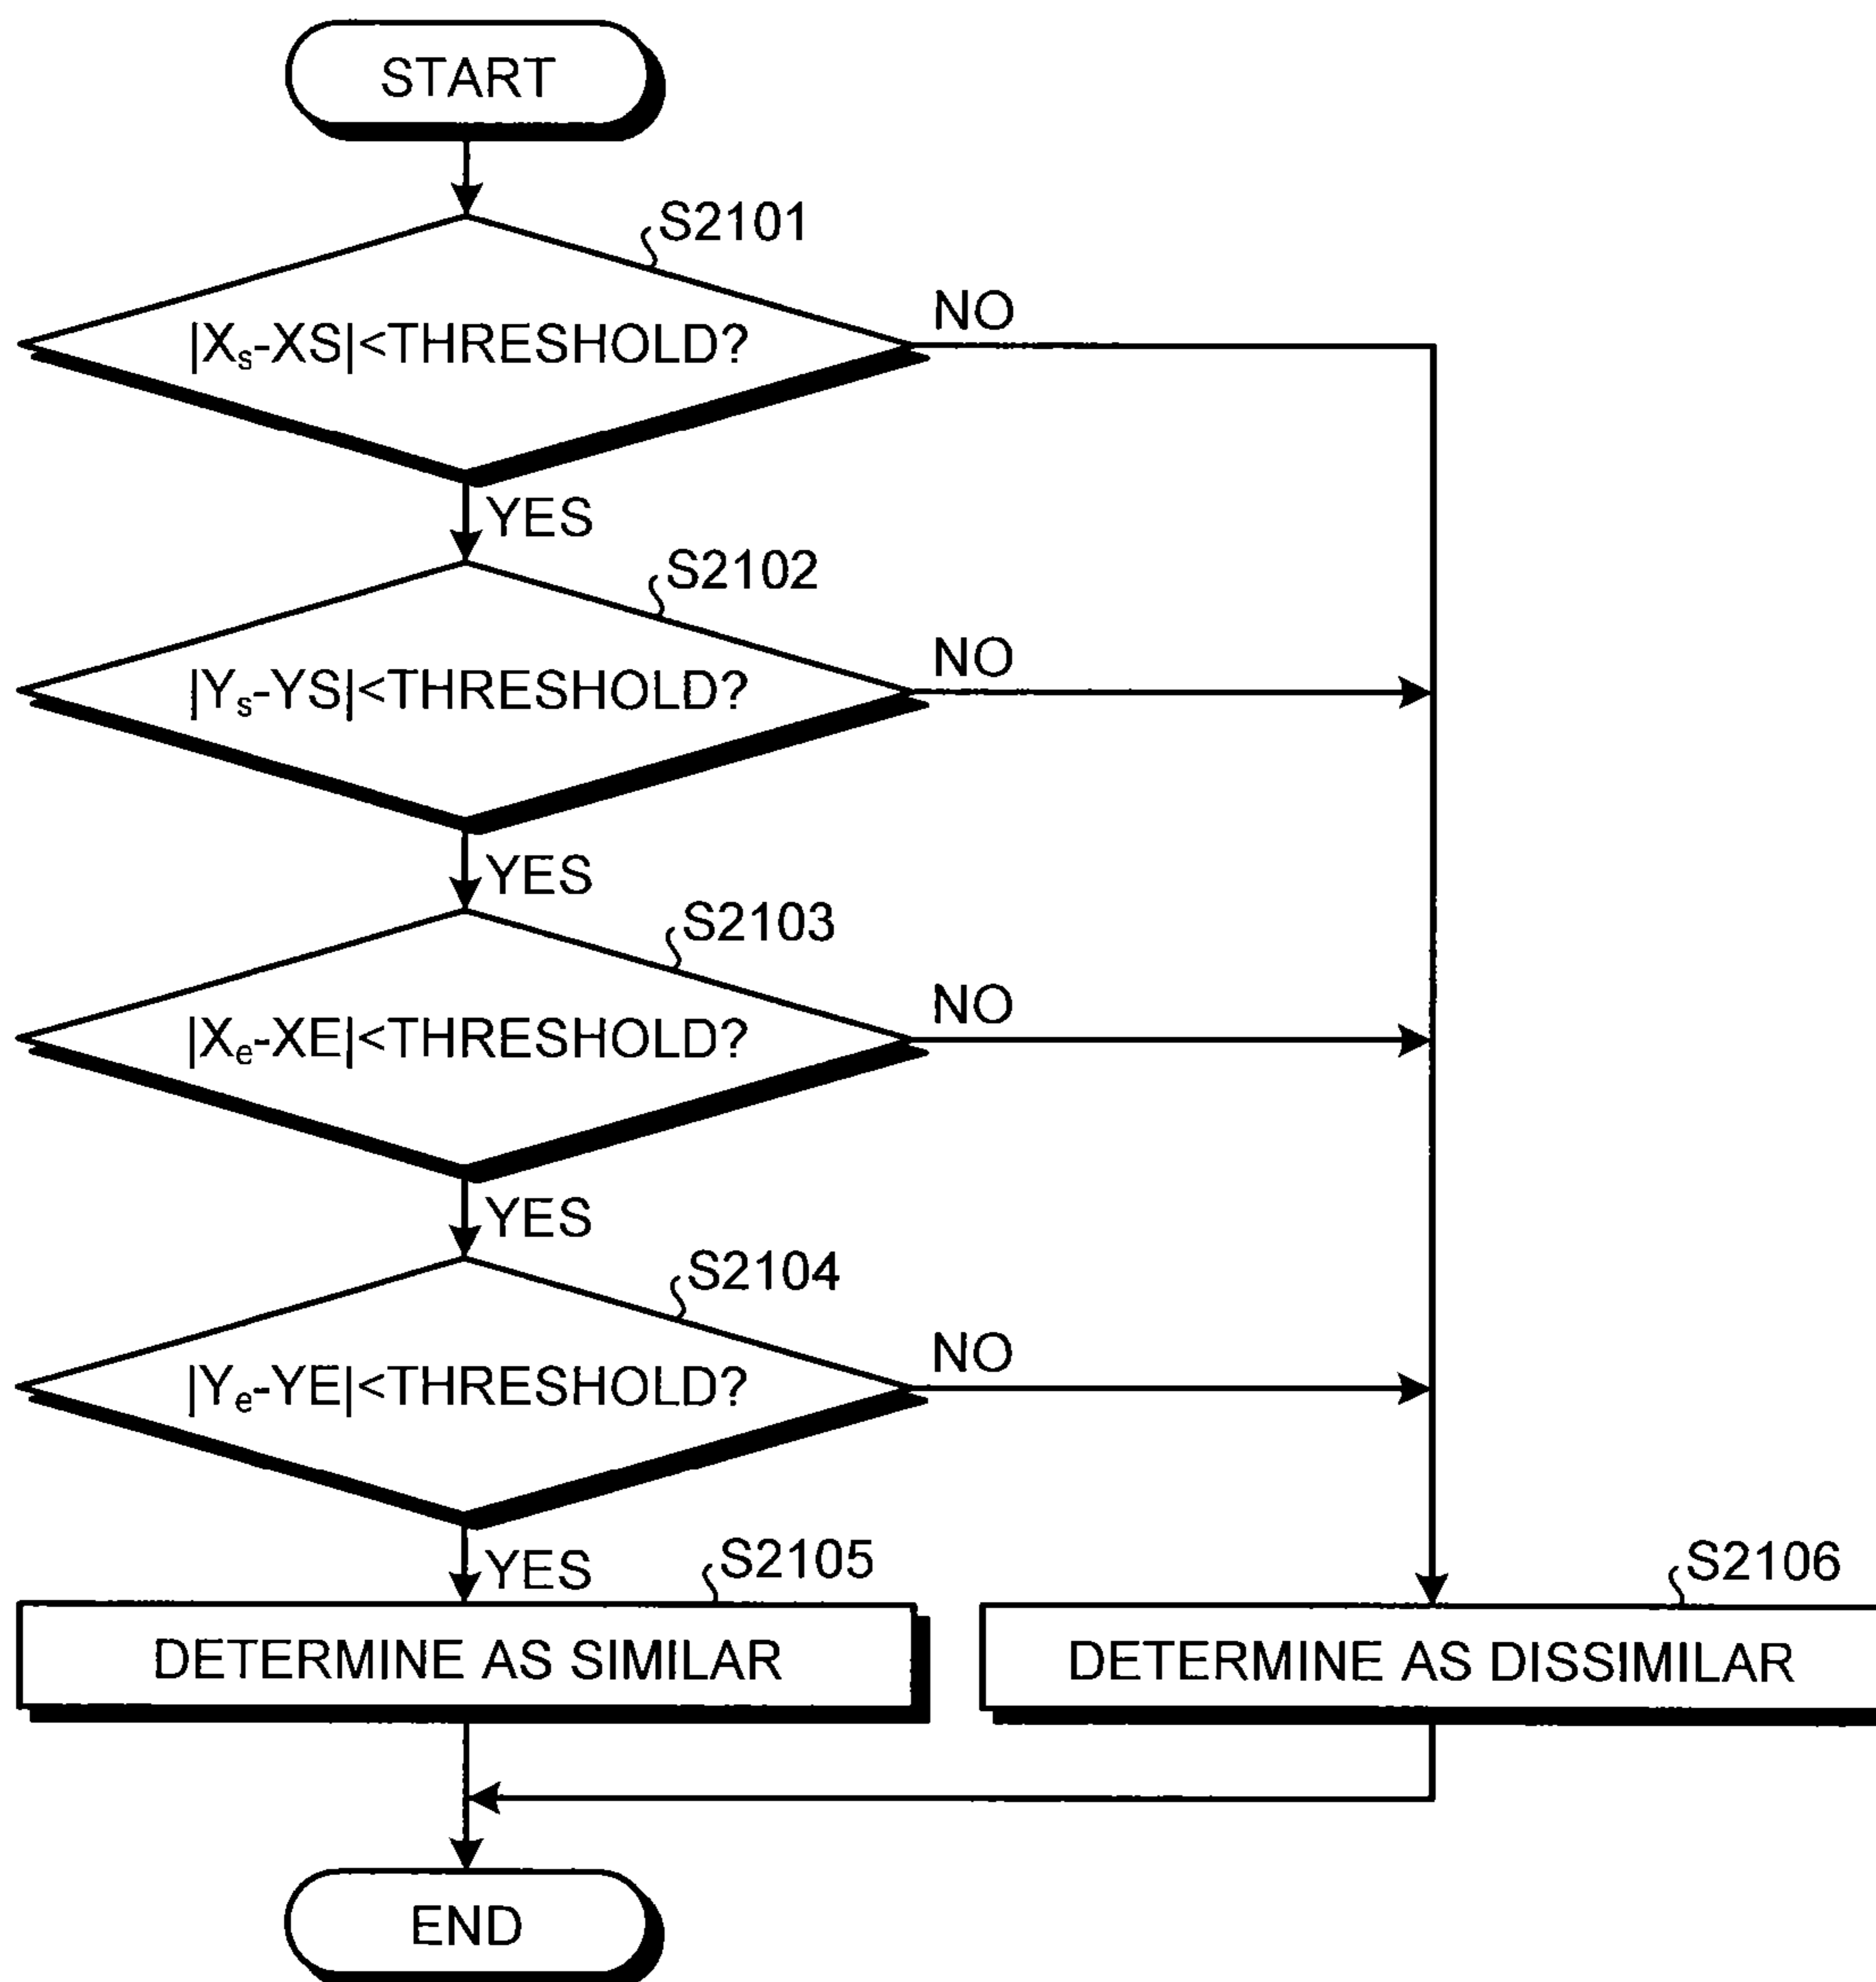 START
S2101
|Xs-XS|<THRESHOLD?
NO
YES
S2102
|Ys-YS|<THRESHOLD?
NO
YES
S2103
|Xe-XE|<THRESHOLD?
NO
YES
S2104
|Ye-YE|<THRESHOLD?
NO
YES
S2105
S2106
DETERMINE AS SIMILAR
DETERMINE AS DISSIMILAR
END